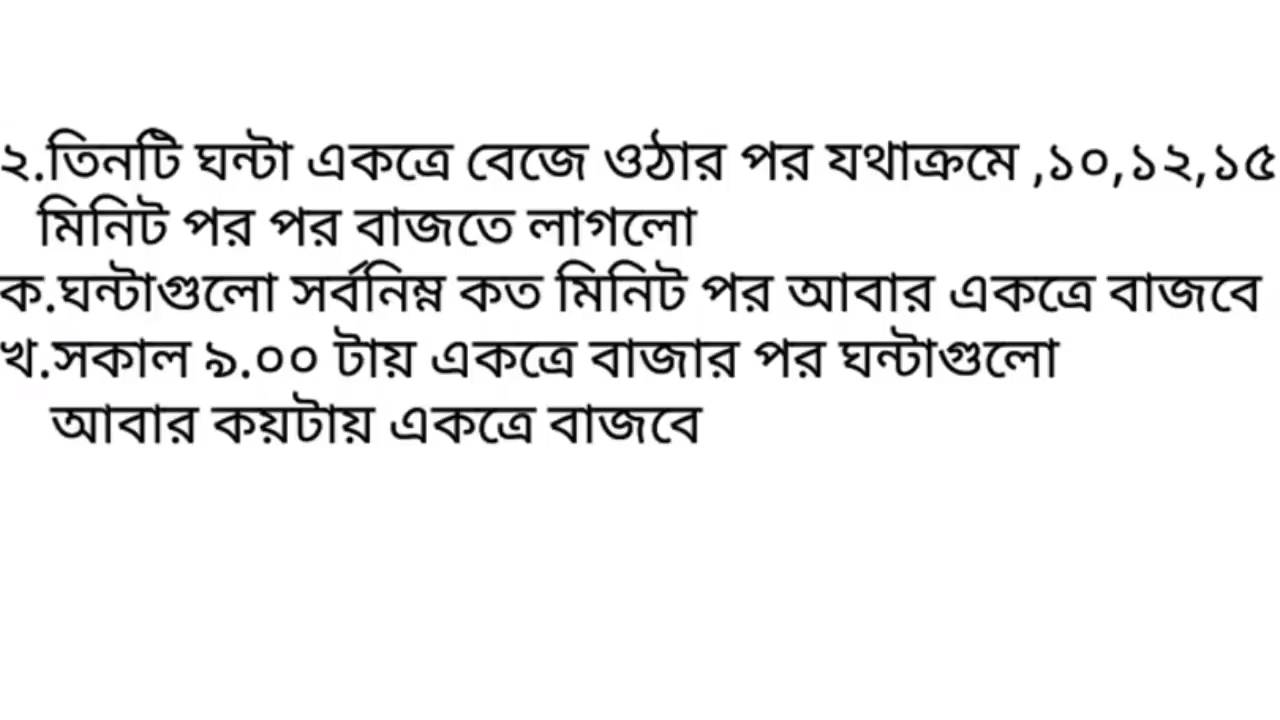 ২.তিনটি ঘন্টা একত্রে বেজে ওঠার পর যথাক্রমে ,১০,১২,১৫
মিনিট পর পর বাজতে লাগলো
ক.ঘন্টাগুলো সর্বনিম্ন কত মিনিট পর আবার একত্রে বাজবে
খ.সকাল ৯.০০ টায় একত্রে বাজার পর ঘন্টাগুলো
আবার কয়টায় একত্রে বাজবে